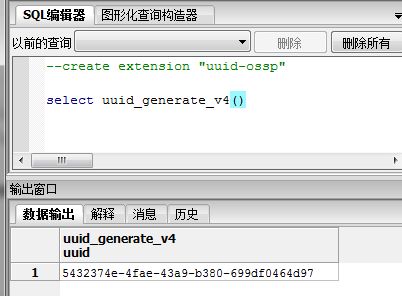 SQL编辑器 图形化查询构造器
以前的查询 删除 删除所有
--create extension "uuid-ossp"
select uuid_generate_v4()
输出窗口
数据输出 解释 消息 历史
uuid_generate_v4
uuid
1 5432374e-4fae-43a9-b380-699df0464d97